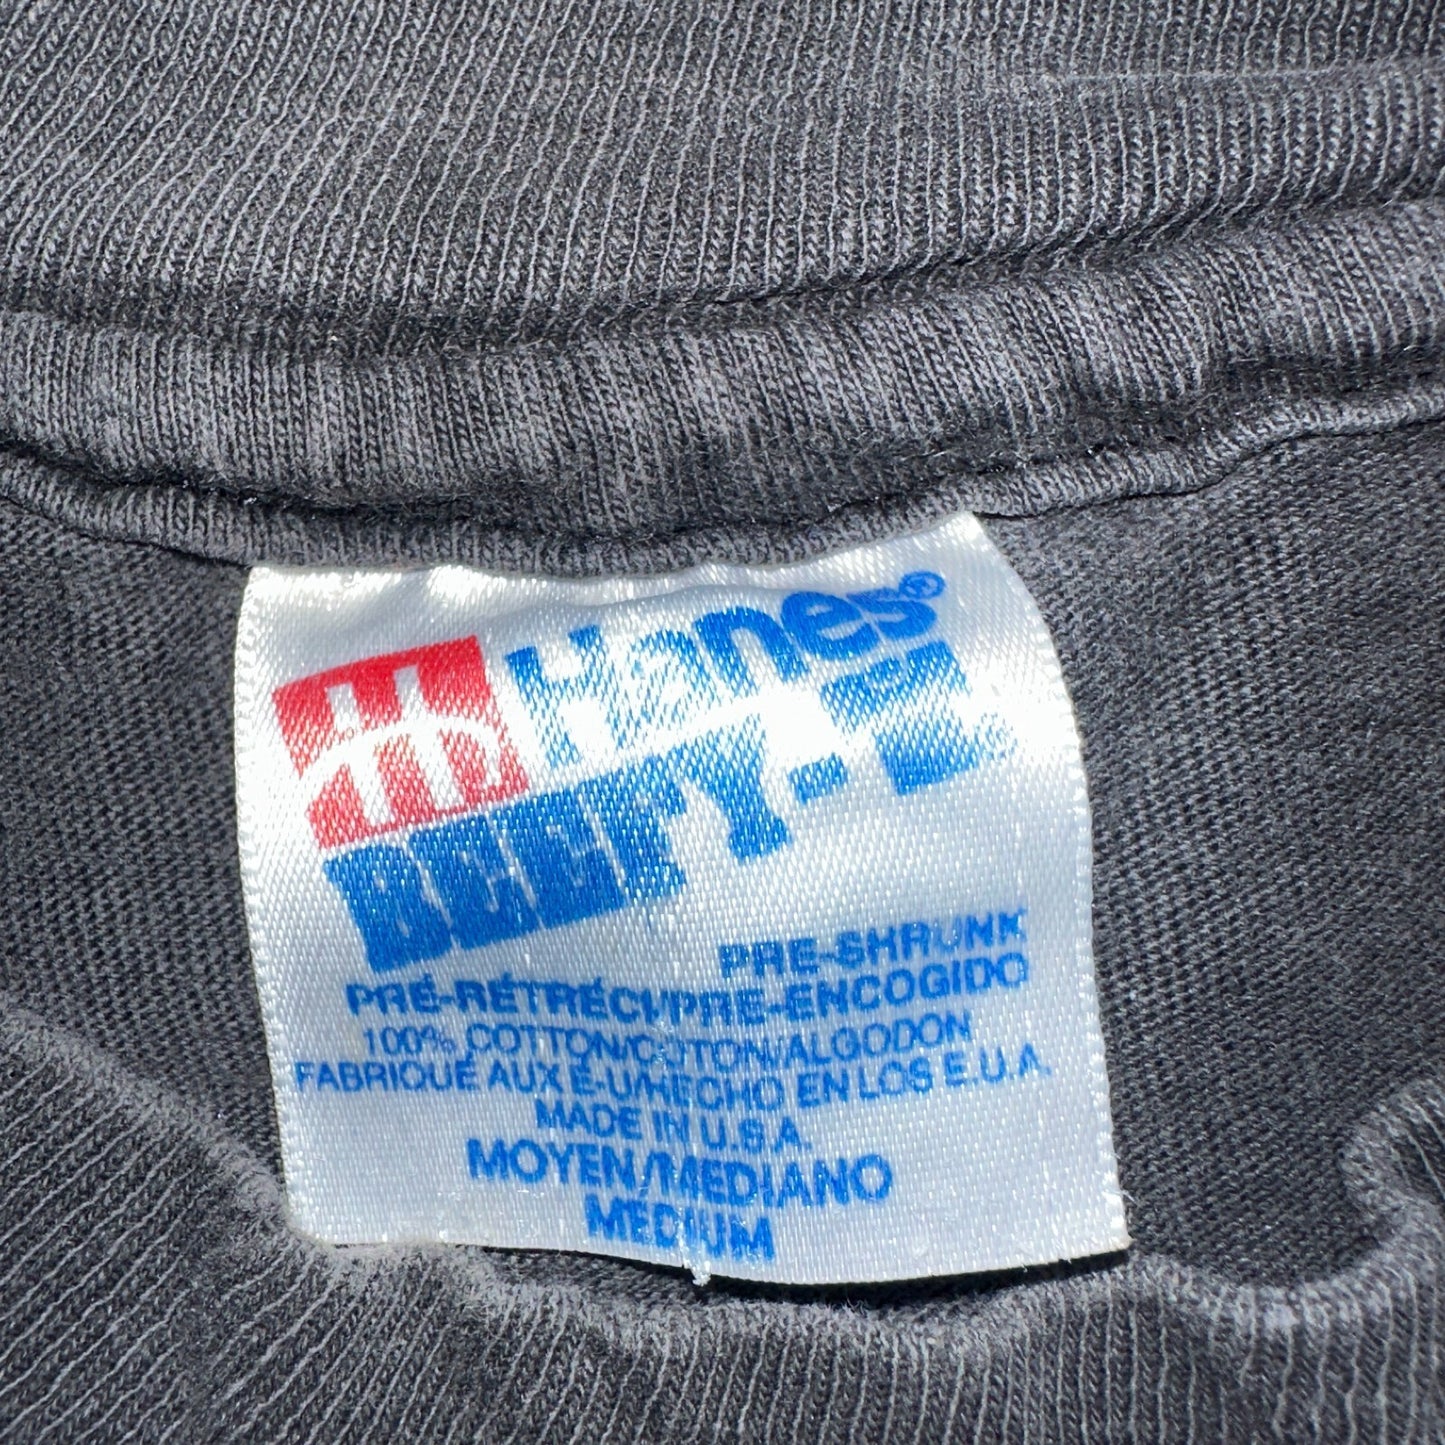 Hanes®
BEEFY-T
PRE-SHRUNK
PRÉ-RÉTRÉCI/PRE-ENCOGIDO
100% COTTON/COTON/ALGODON
FABRIQUÉ AUX É-U/HECHO EN LOS E.U.A.
MADE IN U.S.A.
MOYEN/MEDIANO
MEDIUM